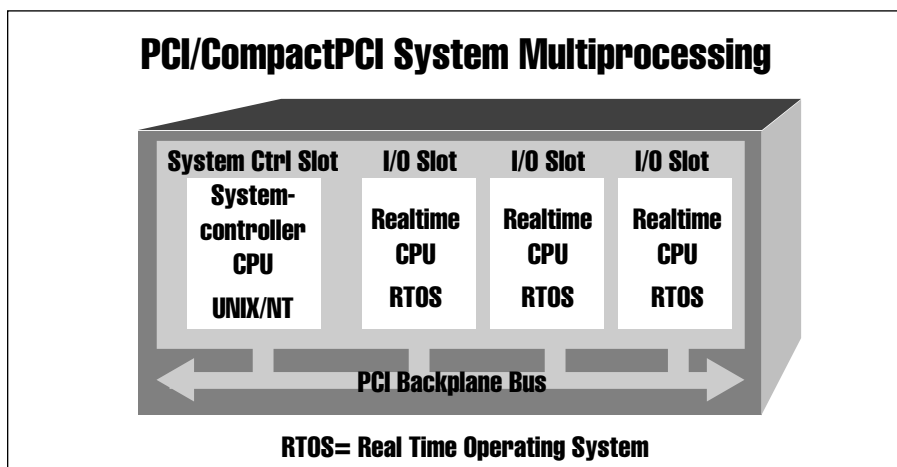 PCI/CompactPCI System Multiprocessing
System Ctrl Slot
I/O Slot
I/O Slot
I/O Slot
System-
controller
CPU
UNIX/NT
Realtime
CPU
RTOS
Realtime
CPU
RTOS
Realtime
CPU
RTOS
PCI Backplane Bus
RTOS= Real Time Operating System